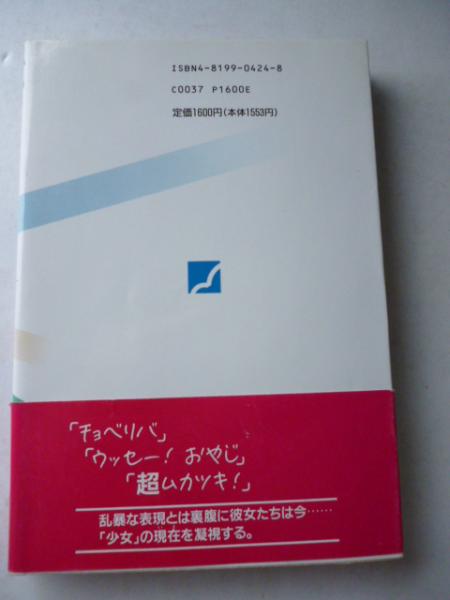 ISBN4-8199-0424-8
C0037 P1600E
定価1600円(本体1553円)
「チョベリバ」
「ウッセー!おやじ」
「超ムカツキ!」
乱暴な表現とは裏腹に彼女たちは今……
「少女」の現在を凝視する。